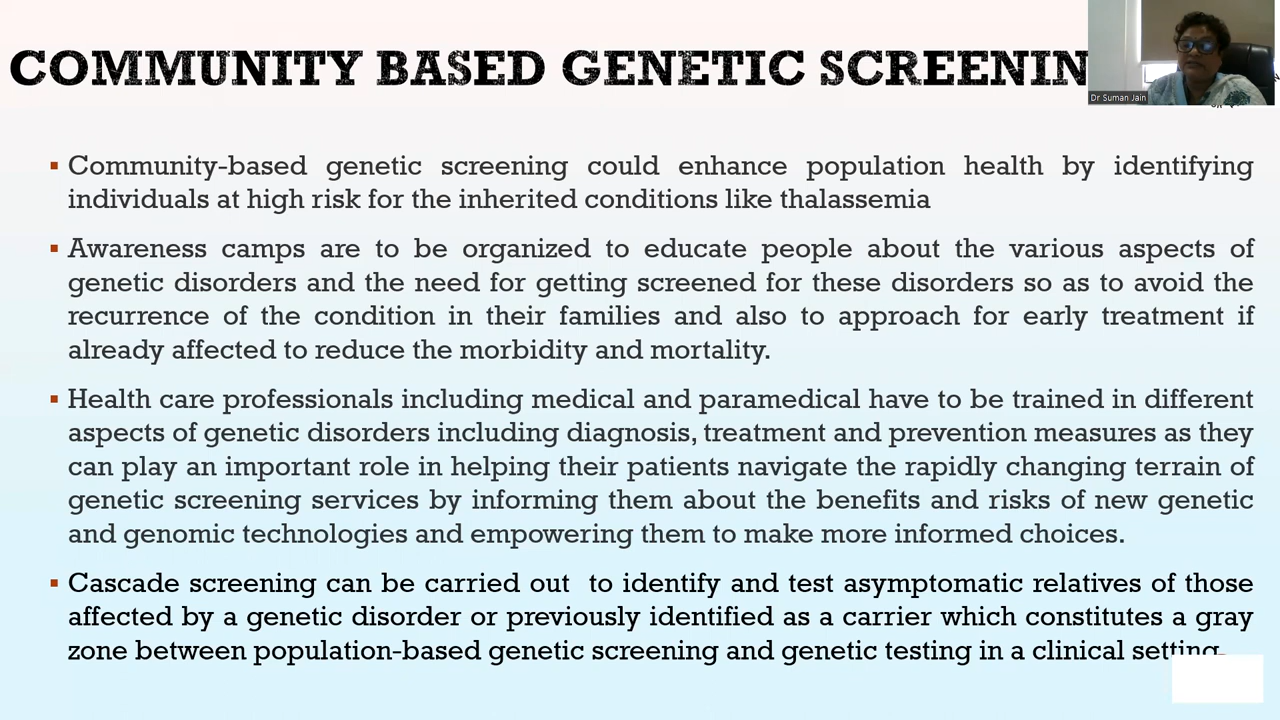 COMMUNITY BASED GENETIC SCREENIN
Dr Suman Jain
▪ Community-based genetic screening could enhance population health by identifying
individuals at high risk for the inherited conditions like thalassemia
▪ Awareness camps are to be organized to educate people about the various aspects of
genetic disorders and the need for getting screened for these disorders so as to avoid the
recurrence of the condition in their families and also to approach for early treatment if
already affected to reduce the morbidity and mortality.
▪ Health care professionals including medical and paramedical have to be trained in different
aspects of genetic disorders including diagnosis, treatment and prevention measures as they
can play an important role in helping their patients navigate the rapidly changing terrain of
genetic screening services by informing them about the benefits and risks of new genetic
and genomic technologies and empowering them to make more informed choices.
▪ Cascade screening can be carried out to identify and test asymptomatic relatives of those
affected by a genetic disorder or previously identified as a carrier which constitutes a gray
zone between population-based genetic screening and genetic testing in a clinical setting